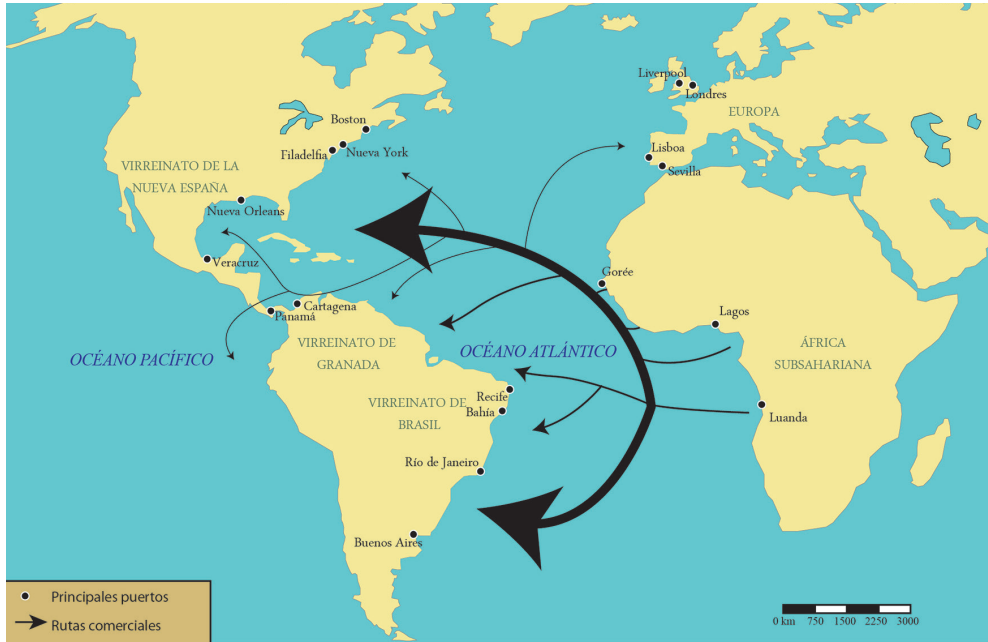 Liverpool
Londres
EUROPA
Boston
Filadelfia
Nueva York
Lisboa
Sevilla
VIRREINATO DE LA
NUEVA ESPAÑA
Nueva Orleans
Veracruz
Gorée
Cartagena
Panamá
Lagos
OCÉANO PACÍFICO
VIRREINATO DE
GRANADA
OCÉANO ATLÁNTICO
ÁFRICA
SUBSAHARIANA
Recife
VIRREINATO DE
BRASIL
Bahía
Luanda
Río de Janeiro
Buenos Aires
Principales puertos
Rutas comerciales
0 km 750 1500 2250 3000